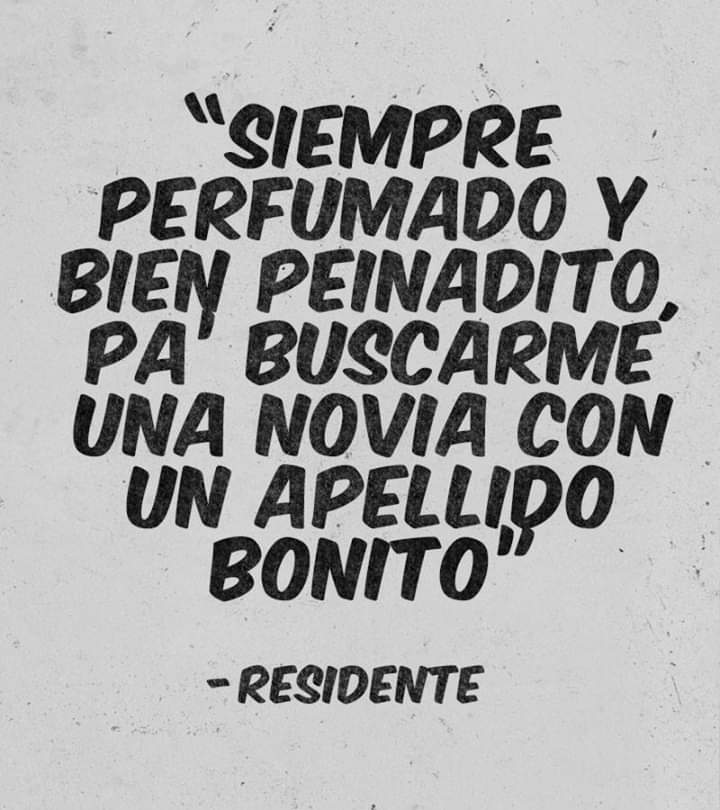 “SIEMPRE
PERFUMADO Y
BIEN PEINADITO,
PA' BUSCARME
UNA NOVIA CON
UN APELLIDO
BONITO”
-RESIDENTE